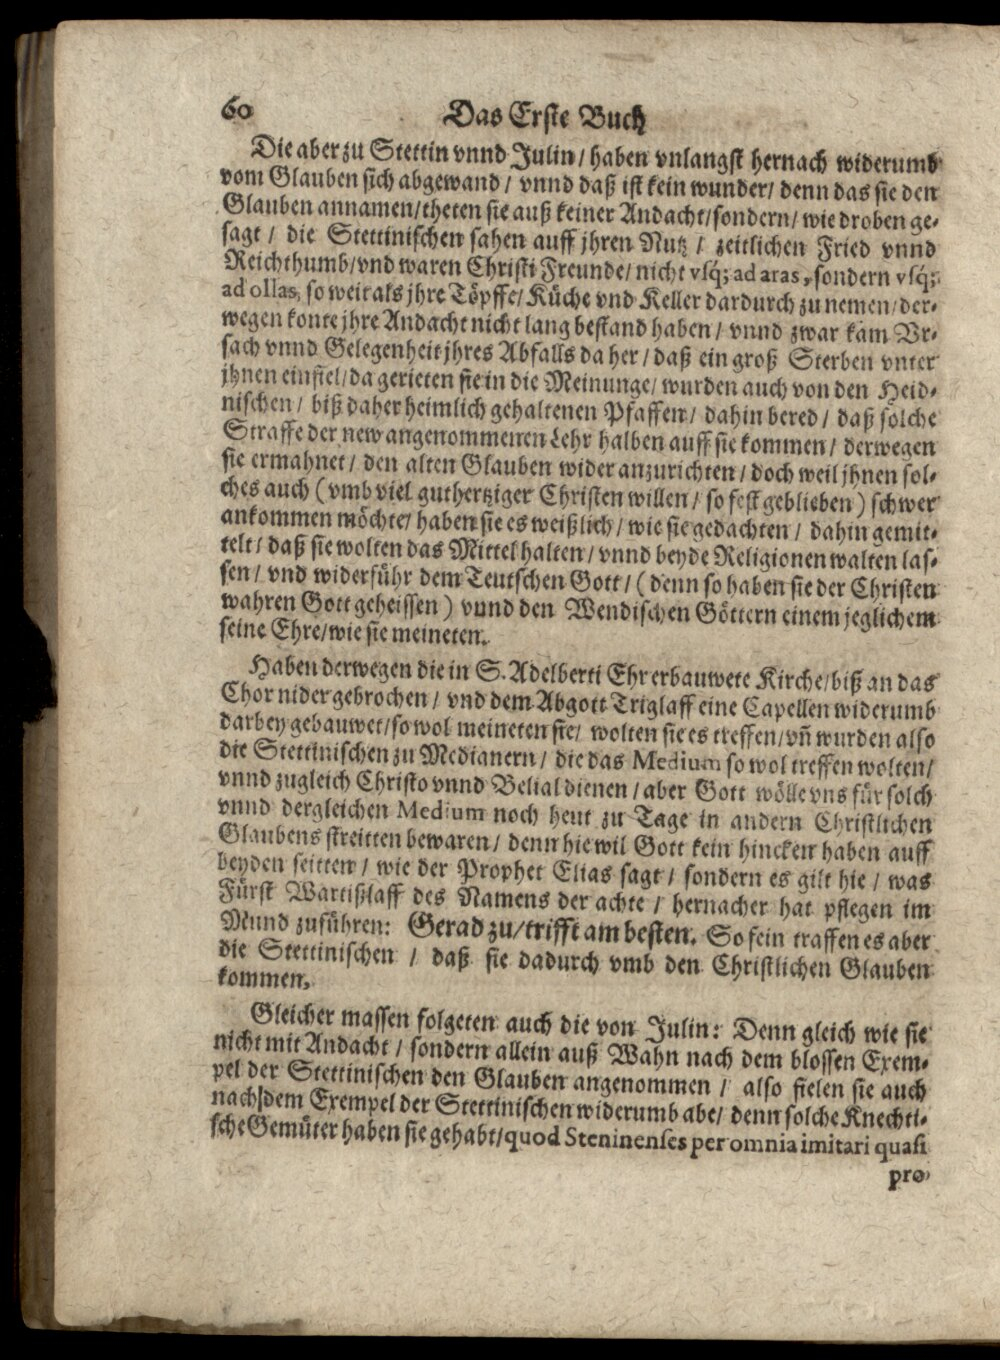 60 Das Erste Buch
Die aber zu Stettin vnnd Julin / haben vnlangst hernach widerumb
vom Glauben sich abgewand / vnnd daß ist kein wunder / denn das sie den
Glauben annamen / theten sie auß keiner Andacht / sondern / wie droben ge-
sagt / die Stettinischen sahen auff jhren Nutz / zeitlichen Fried vnnd
Reichthumb / vnd waren Christi Freunde / nicht vsq́; ad aras, sondern vsq́;
ad ollas, so weit als jhre Töpffe / Küche vnd Keller dardurch zu nemen / der-
wegen konte jhre Andacht nicht lang bestand haben / vnnd zwar kam Vr-
sach vnnd Gelegenheit jhres Abfalls da her / daß ein groß Sterben vnter
jhnen einfiel / da gerieten sie in die Meinunge / wurden auch von den Heid-
nischen / biß daher heimlich gehaltenen Pfaffen / dahin bered / daß solche
Straffe der new angenommenen Lehr halben auff sie kommen / derwegen
sie ermahnet / den alten Glauben wider anzurichten / doch weil jhnen sol-
ches auch (vmb viel guthertziger Christen willen / so fest geblieben) schwer
ankommen möchte / haben sie es weißlich / wie sie gedachten / dahin gemit-
telt / daß sie wolten das Mittel halten / vnnd beyde Religionen walten las-
sen / vnd widerführ dem Teutschen Gott / (denn so haben sie der Christen
wahren Gott geheissen) vnnd den Wendischen Göttern einem jeglichem
seine Ehre / wie sie meineten.
Haben derwegen die in S. Adelberti Ehr erbauwete Kirche / biß an das
Chor nider gebrochen / vnd dem Abgott Triglaff eine Capellen widerumb
darbey gebauwet / so wol meineten sie / wolten sie es treffen / vñ wurden also
die Stettinischen zu Medianern / die das Medium so wol treffen wolten /
vnnd zugleich Christo vnnd Belial dienen / aber Gott wölle vns für solch
vnnd dergleichen Medium noch heut zu Tage in andern Christlichen
Glaubens streitten bewaren / denn hie wil Gott kein hincken haben auff
beyden seitten / wie der Prophet Elias sagt / sondern es gilt hie / was
Fürst Wartißlaff des Namens der achte / hernacher hat pflegen im
Mund zuführen: Gerad zu / trifft am besten. So fein traffen es aber
die Stettinischen / daß sie dadurch vmb den Christlichen Glauben
kommen.
Gleicher massen folgeten auch die von Julin: Denn gleich wie sie
nicht mit Andacht / sondern allein auß Wahn nach dem blossen Exem-
pel der Stettinischen den Glauben angenommen / also fielen sie auch
nach dem Exempel der Stettinischen widerumb abe / denn solche Knechti-
sche Gemüter haben sie gehabt / quod Steninenses per omnia imitari quasi
pro-